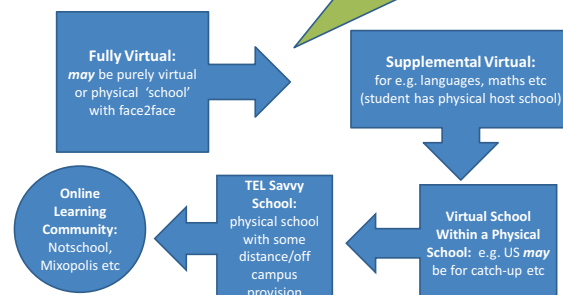 Fully Virtual:
may be purely virtual
or physical ‘school’
with face2face
Supplemental Virtual:
for e.g. languages, maths etc
(student has physical host school)
Virtual School
Within a Physical
School: e.g. US may
be for catch-up etc
TEL Savvy
School:
physical school
with some
distance/off
campus
provision
Online
Learning
Community:
Notschool,
Mixopolis etc